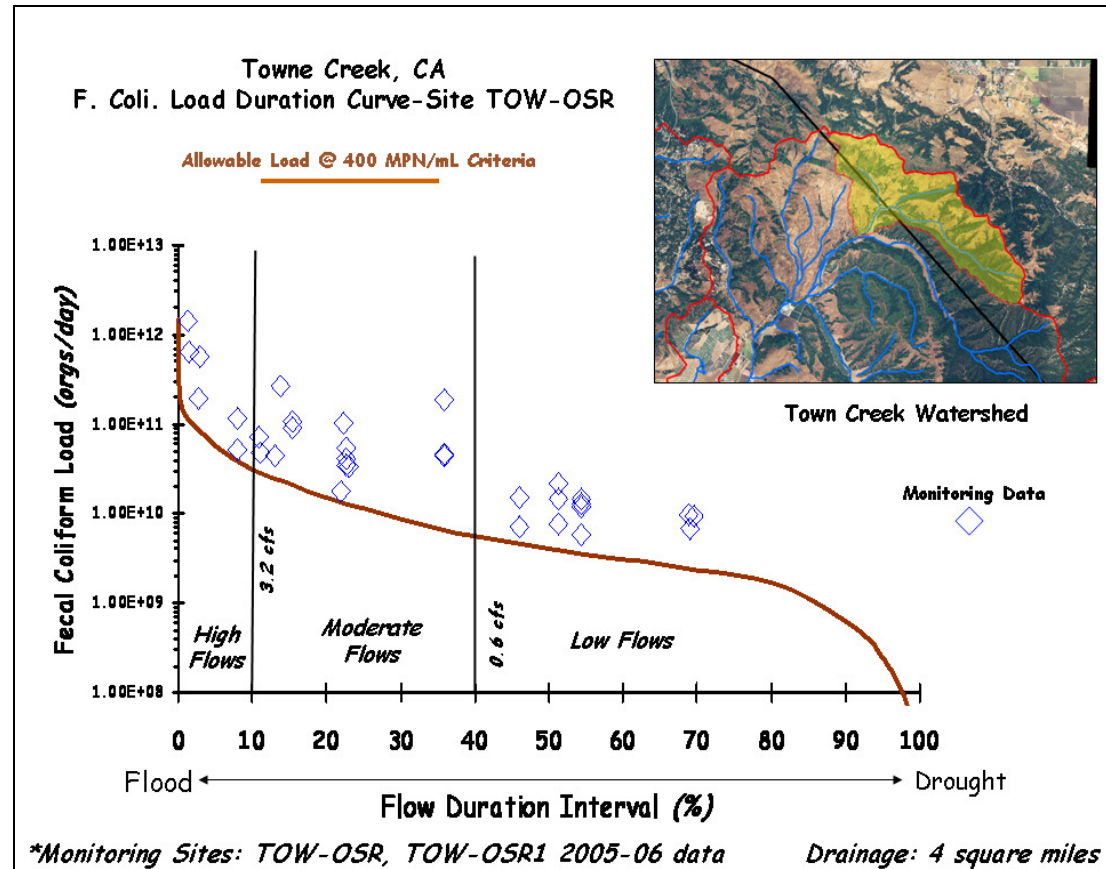 Towne Creek, CA
F. Coli. Load Duration Curve-Site TOW-OSR
Allowable Load @ 400 MPN/mL Criteria
Town Creek Watershed
Monitoring Data
Fecal Coliform Load (orgs/day)
1.00E+13
1.00E+12
1.00E+11
1.00E+10
1.00E+09
1.00E+08
3.2 cfs
0.6 cfs
High
Flows
Moderate
Flows
Low Flows
0 10 20 30 40 50 60 70 80 90 100
Flood
Drought
Flow Duration Interval (%)
*Monitoring Sites: TOW-OSR, TOW-OSR1 2005-06 data
Drainage: 4 square miles